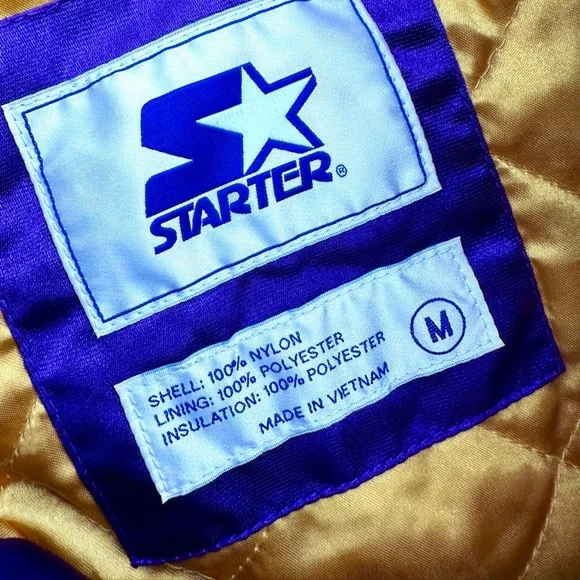 STARTER®
SHELL: 100% NYLON
LINING: 100% POLYESTER
INSULATION: 100% POLYESTER
MADE IN VIETNAM
M